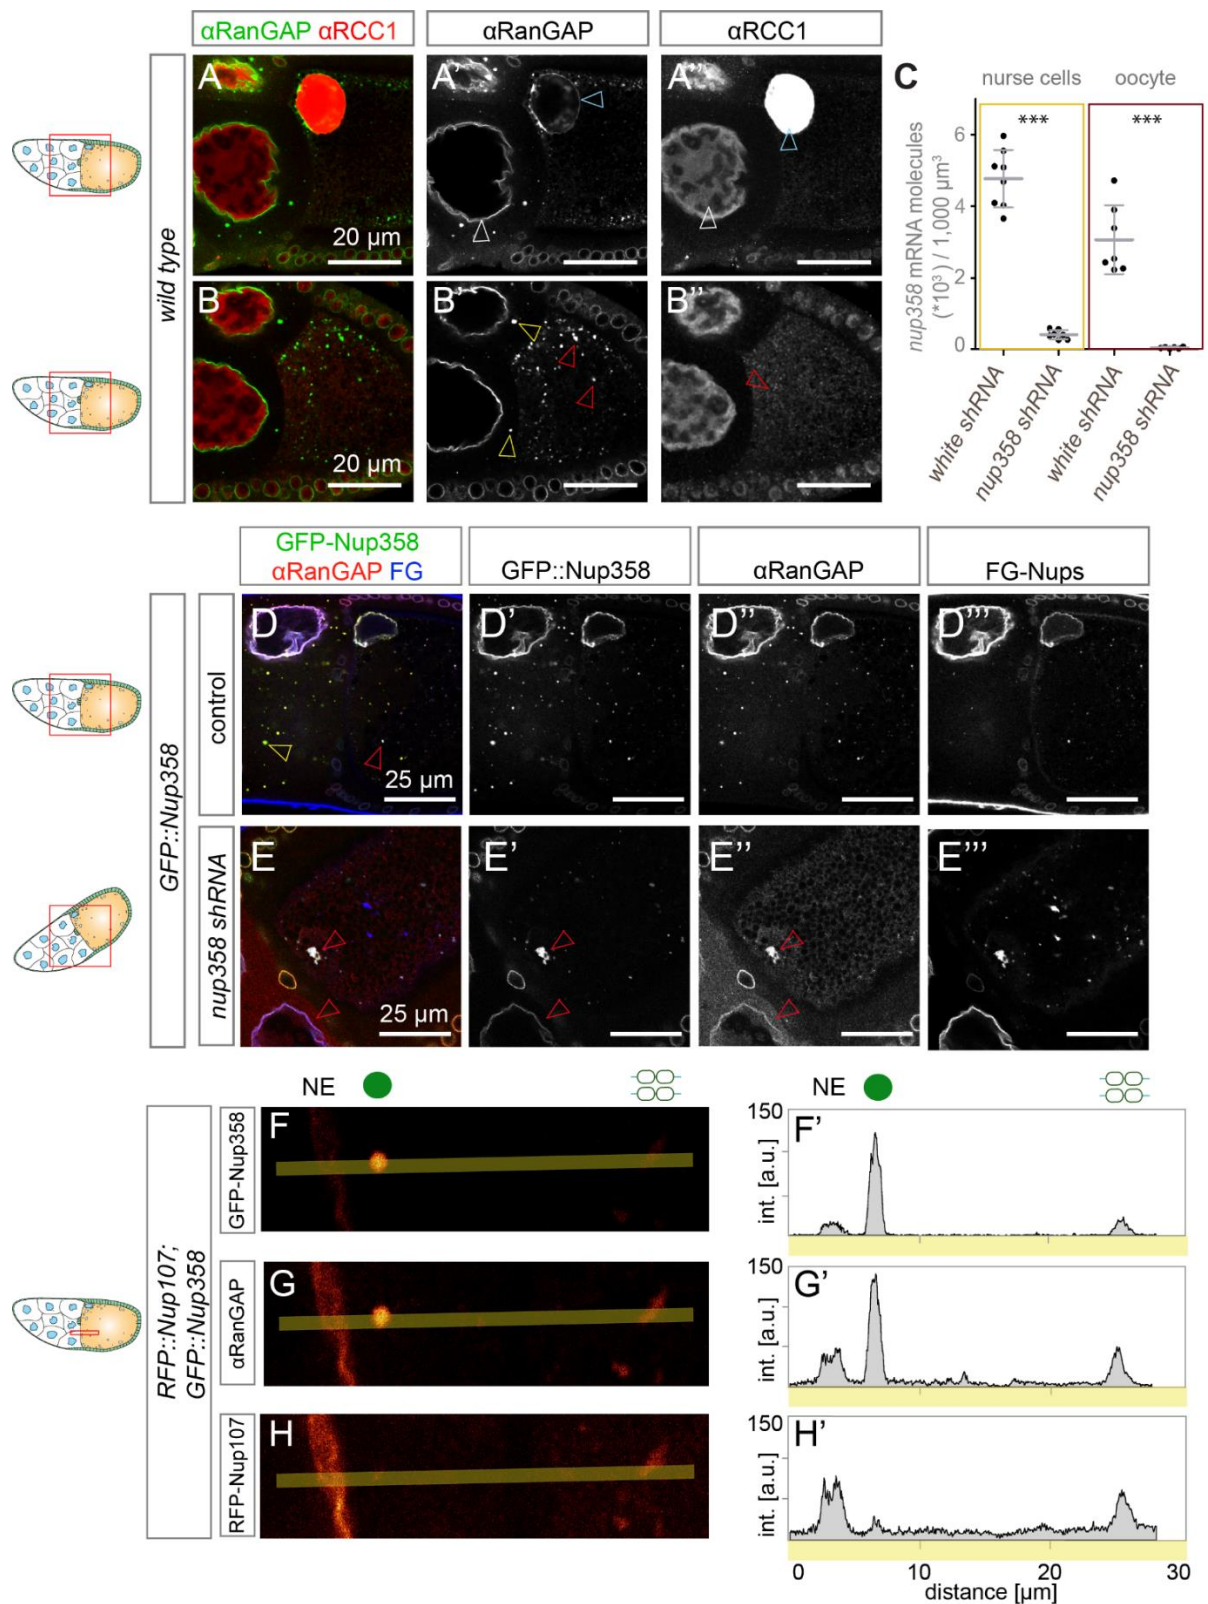 αRanGAP αRCC1
αRanGAP
αRCC1
wild type
A
A'
A''
20 µm
B
B'
B''
20 µm
C
nurse cells
oocyte
***
***
nup358 mRNA molecules
(*10³) / 1,000 µm³
6
4
2
0
white shRNA
nup358 shRNA
white shRNA
nup358 shRNA
GFP-Nup358
αRanGAP FG
GFP::Nup358
αRanGAP
FG-Nups
GFP::Nup358
control
D
D'
D''
D'''
25 µm
nup358 shRNA
E
E'
E''
E'''
25 µm
NE
NE
RFP::Nup107;
GFP::Nup358
GFP-Nup358
F
F'
150
int. [a.u.]
αRanGAP
G
G'
150
int. [a.u.]
RFP-Nup107
H
H'
150
int. [a.u.]
0
10
20
30
distance [µm]